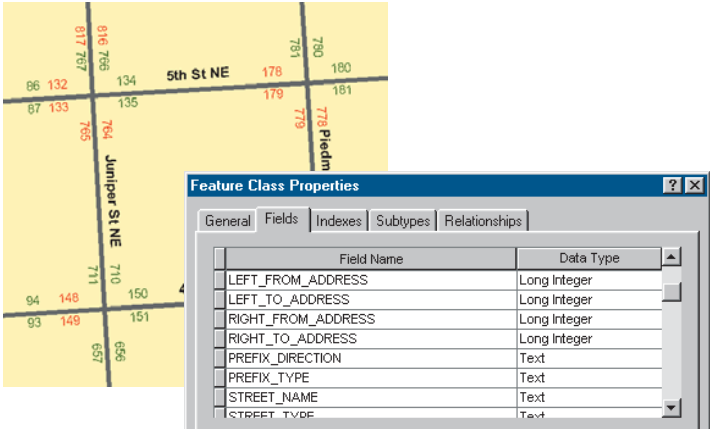 817 816
767 766
781 780
86 132 134 5th St NE 178 180
87 133 135 179 181
765 764
779 778
Juniper St NE
Piedm
711 710
94 148 150
93 149 151
657 656
Feature Class Properties
General Fields Indexes Subtypes Relationships
Field Name Data Type
LEFT_FROM_ADDRESS Long Integer
LEFT_TO_ADDRESS Long Integer
RIGHT_FROM_ADDRESS Long Integer
RIGHT_TO_ADDRESS Long Integer
PREFIX_DIRECTION Text
PREFIX_TYPE Text
STREET_NAME Text
STREET_TYPE Text